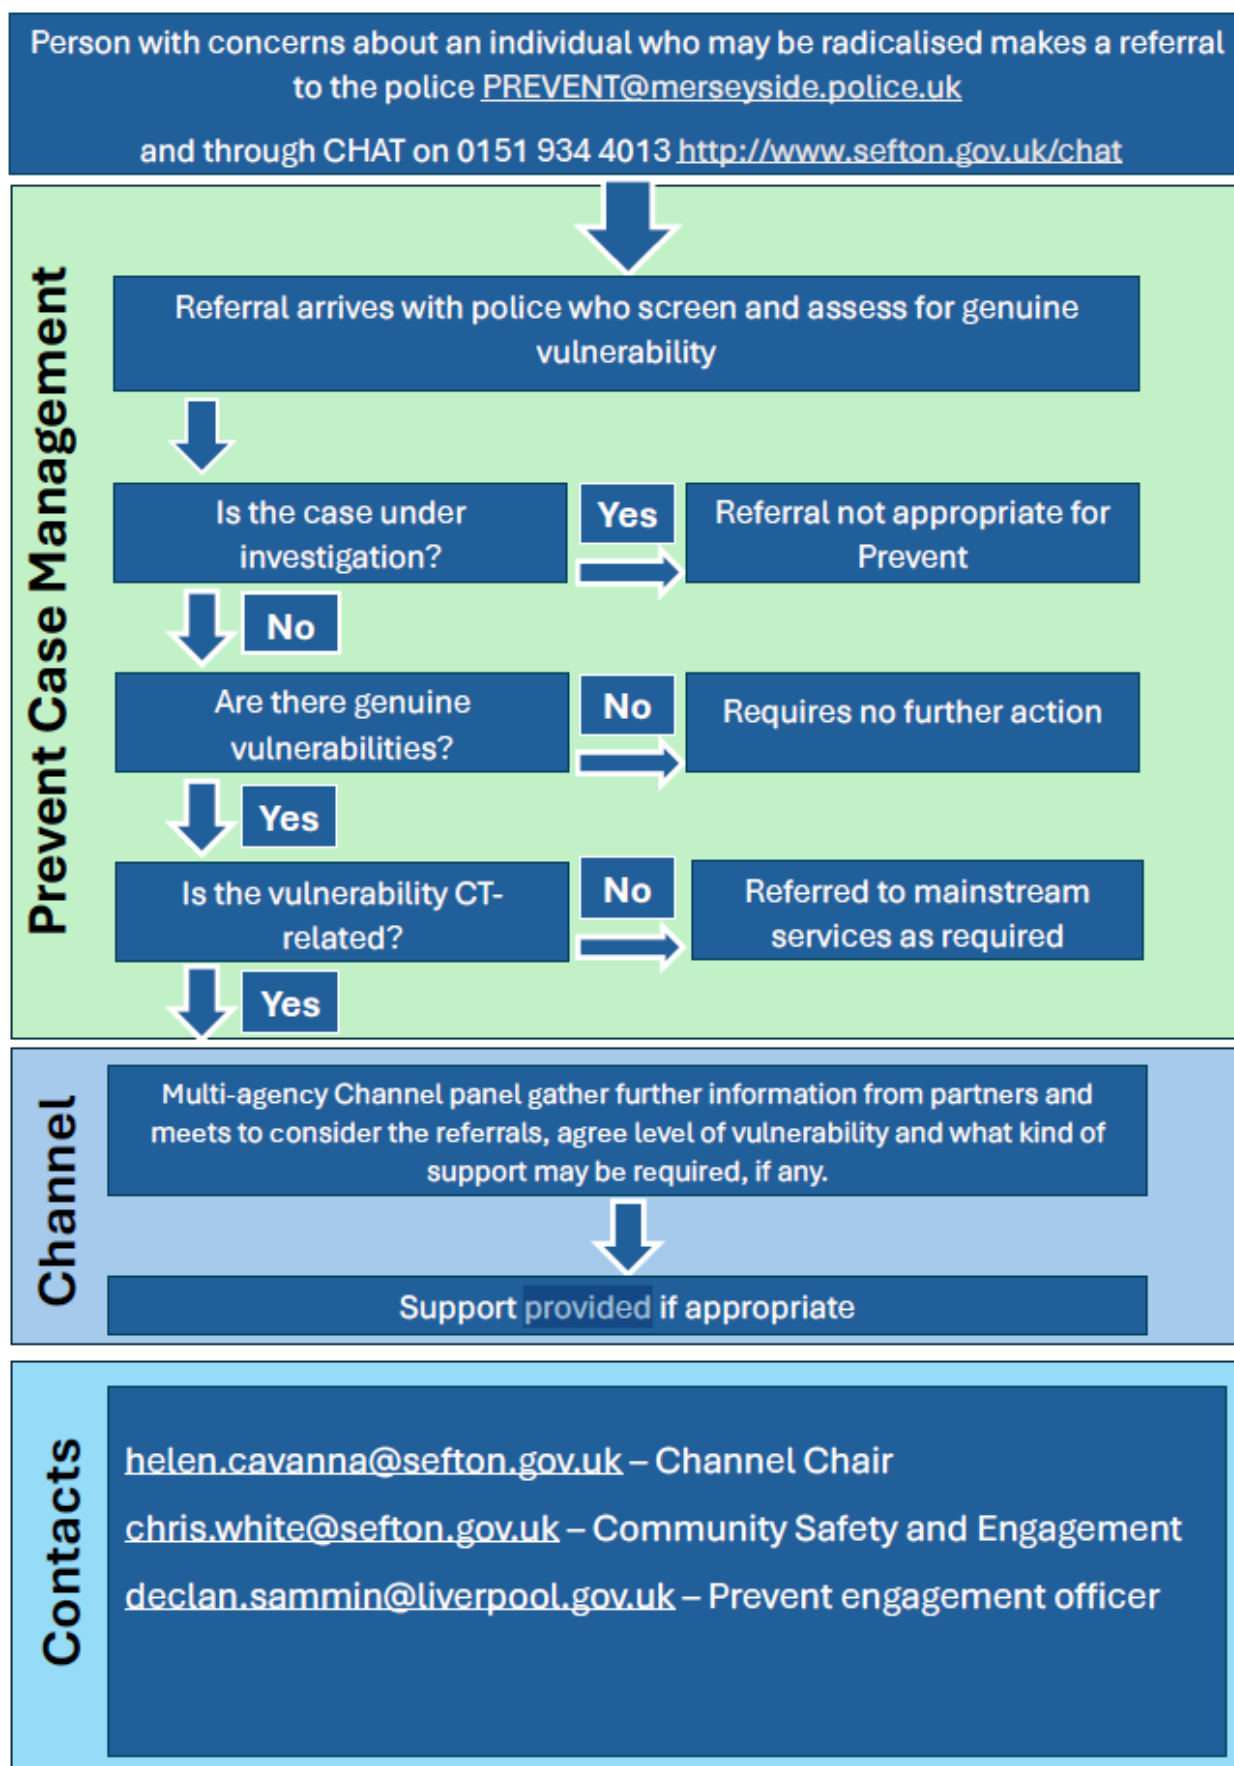 Person with concerns about an individual who may be radicalised makes a referral
to the police PREVENT@merseyside.police.uk
and through CHAT on 0151 934 4013 http://www.sefton.gov.uk/chat
Prevent Case Management
Referral arrives with police who screen and assess for genuine
vulnerability
Is the case under
investigation?
Yes
Referral not appropriate for
Prevent
No
Are there genuine
vulnerabilities?
No
Requires no further action
Yes
Is the vulnerability CT-
related?
No
Referred to mainstream
services as required
Yes
Channel
Multi-agency Channel panel gather further information from partners and
meets to consider the referrals, agree level of vulnerability and what kind of
support may be required, if any.
Support provided if appropriate
Contacts
helen.cavanna@sefton.gov.uk – Channel Chair
chris.white@sefton.gov.uk – Community Safety and Engagement
declan.sammin@liverpool.gov.uk – Prevent engagement officer